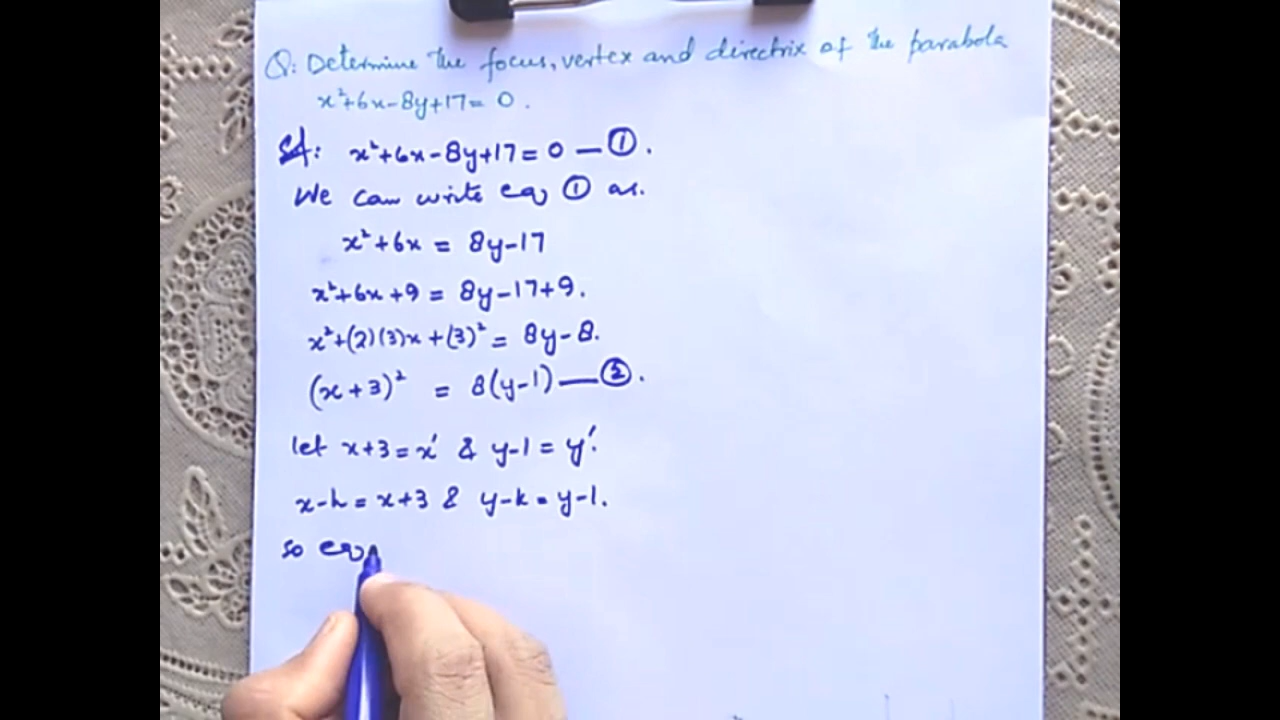 Q: Determine the focus, vertex and directrix of the parabola
x²+6x-8y+17=0.
Sol: x²+6x-8y+17=0 — ①.
We can write eq ① as.
x²+6x = 8y-17
x²+6x+9 = 8y-17+9.
x²+(2)(3)x+(3)² = 8y-8.
(x+3)² = 8(y-1) — ②.
let x+3=x' & y-1=y'.
x-h=x+3 & y-k=y-1.
so eq